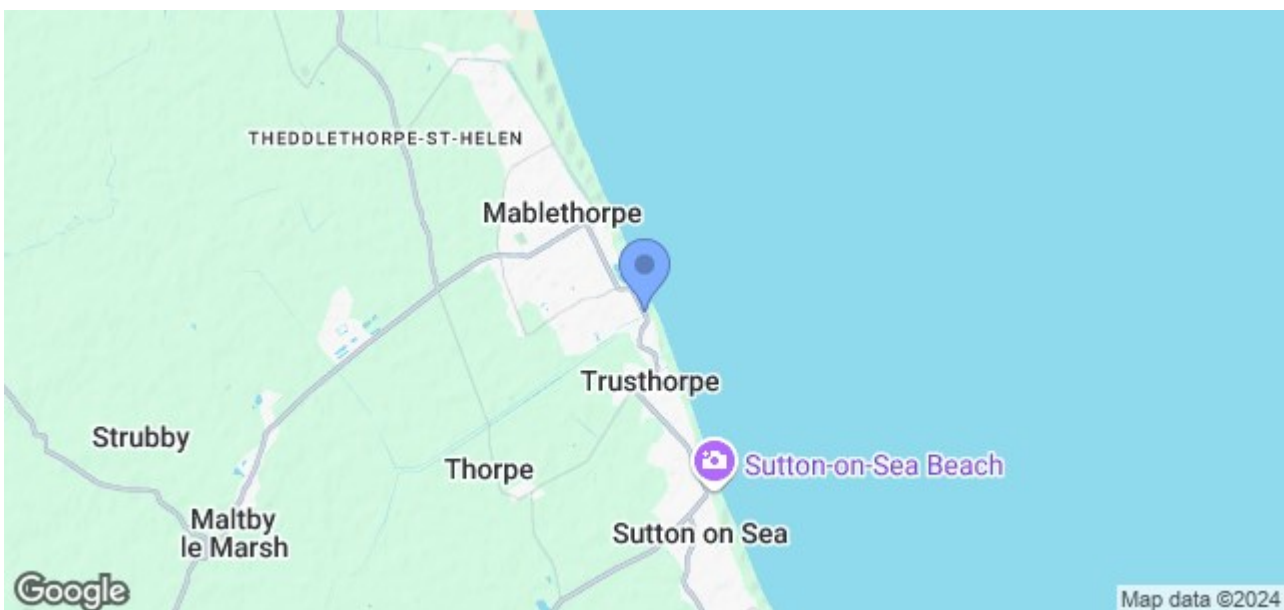 THEDDLETHORPE-ST-HELEN
Mablethorpe
Trusthorpe
Strubby
Thorpe
Sutton-on-Sea Beach
Maltby
le Marsh
Sutton on Sea
Google
Map data ©2024